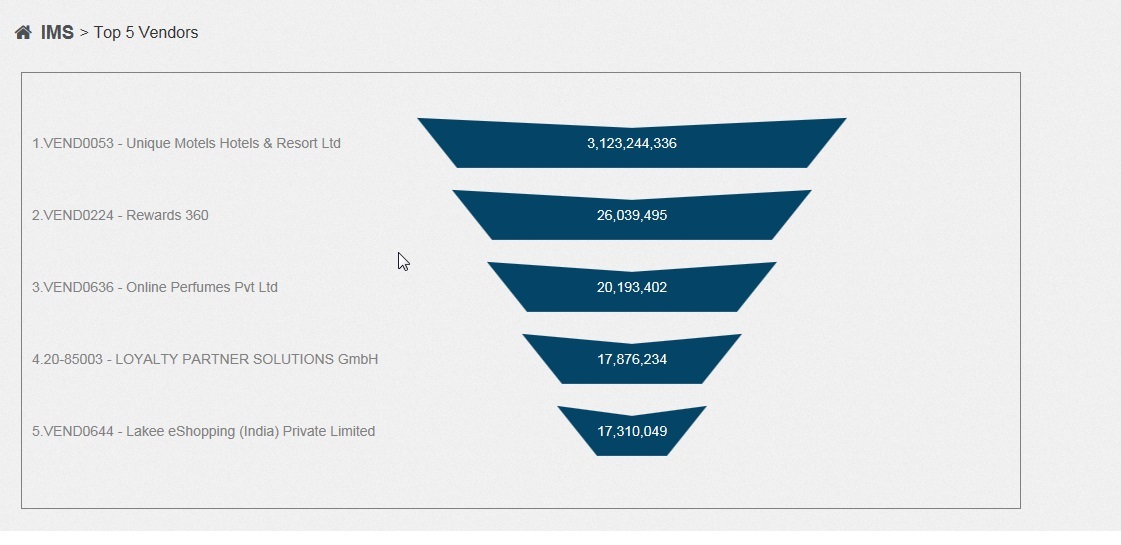 IMS > Top 5 Vendors
1.VEND0053 - Unique Motels Hotels & Resort Ltd 3,123,244,336
2.VEND0224 - Rewards 360 26,039,495
3.VEND0636 - Online Perfumes Pvt Ltd 20,193,402
4.20-85003 - LOYALTY PARTNER SOLUTIONS GmbH 17,876,234
5.VEND0644 - Lakee eShopping (India) Private Limited 17,310,049